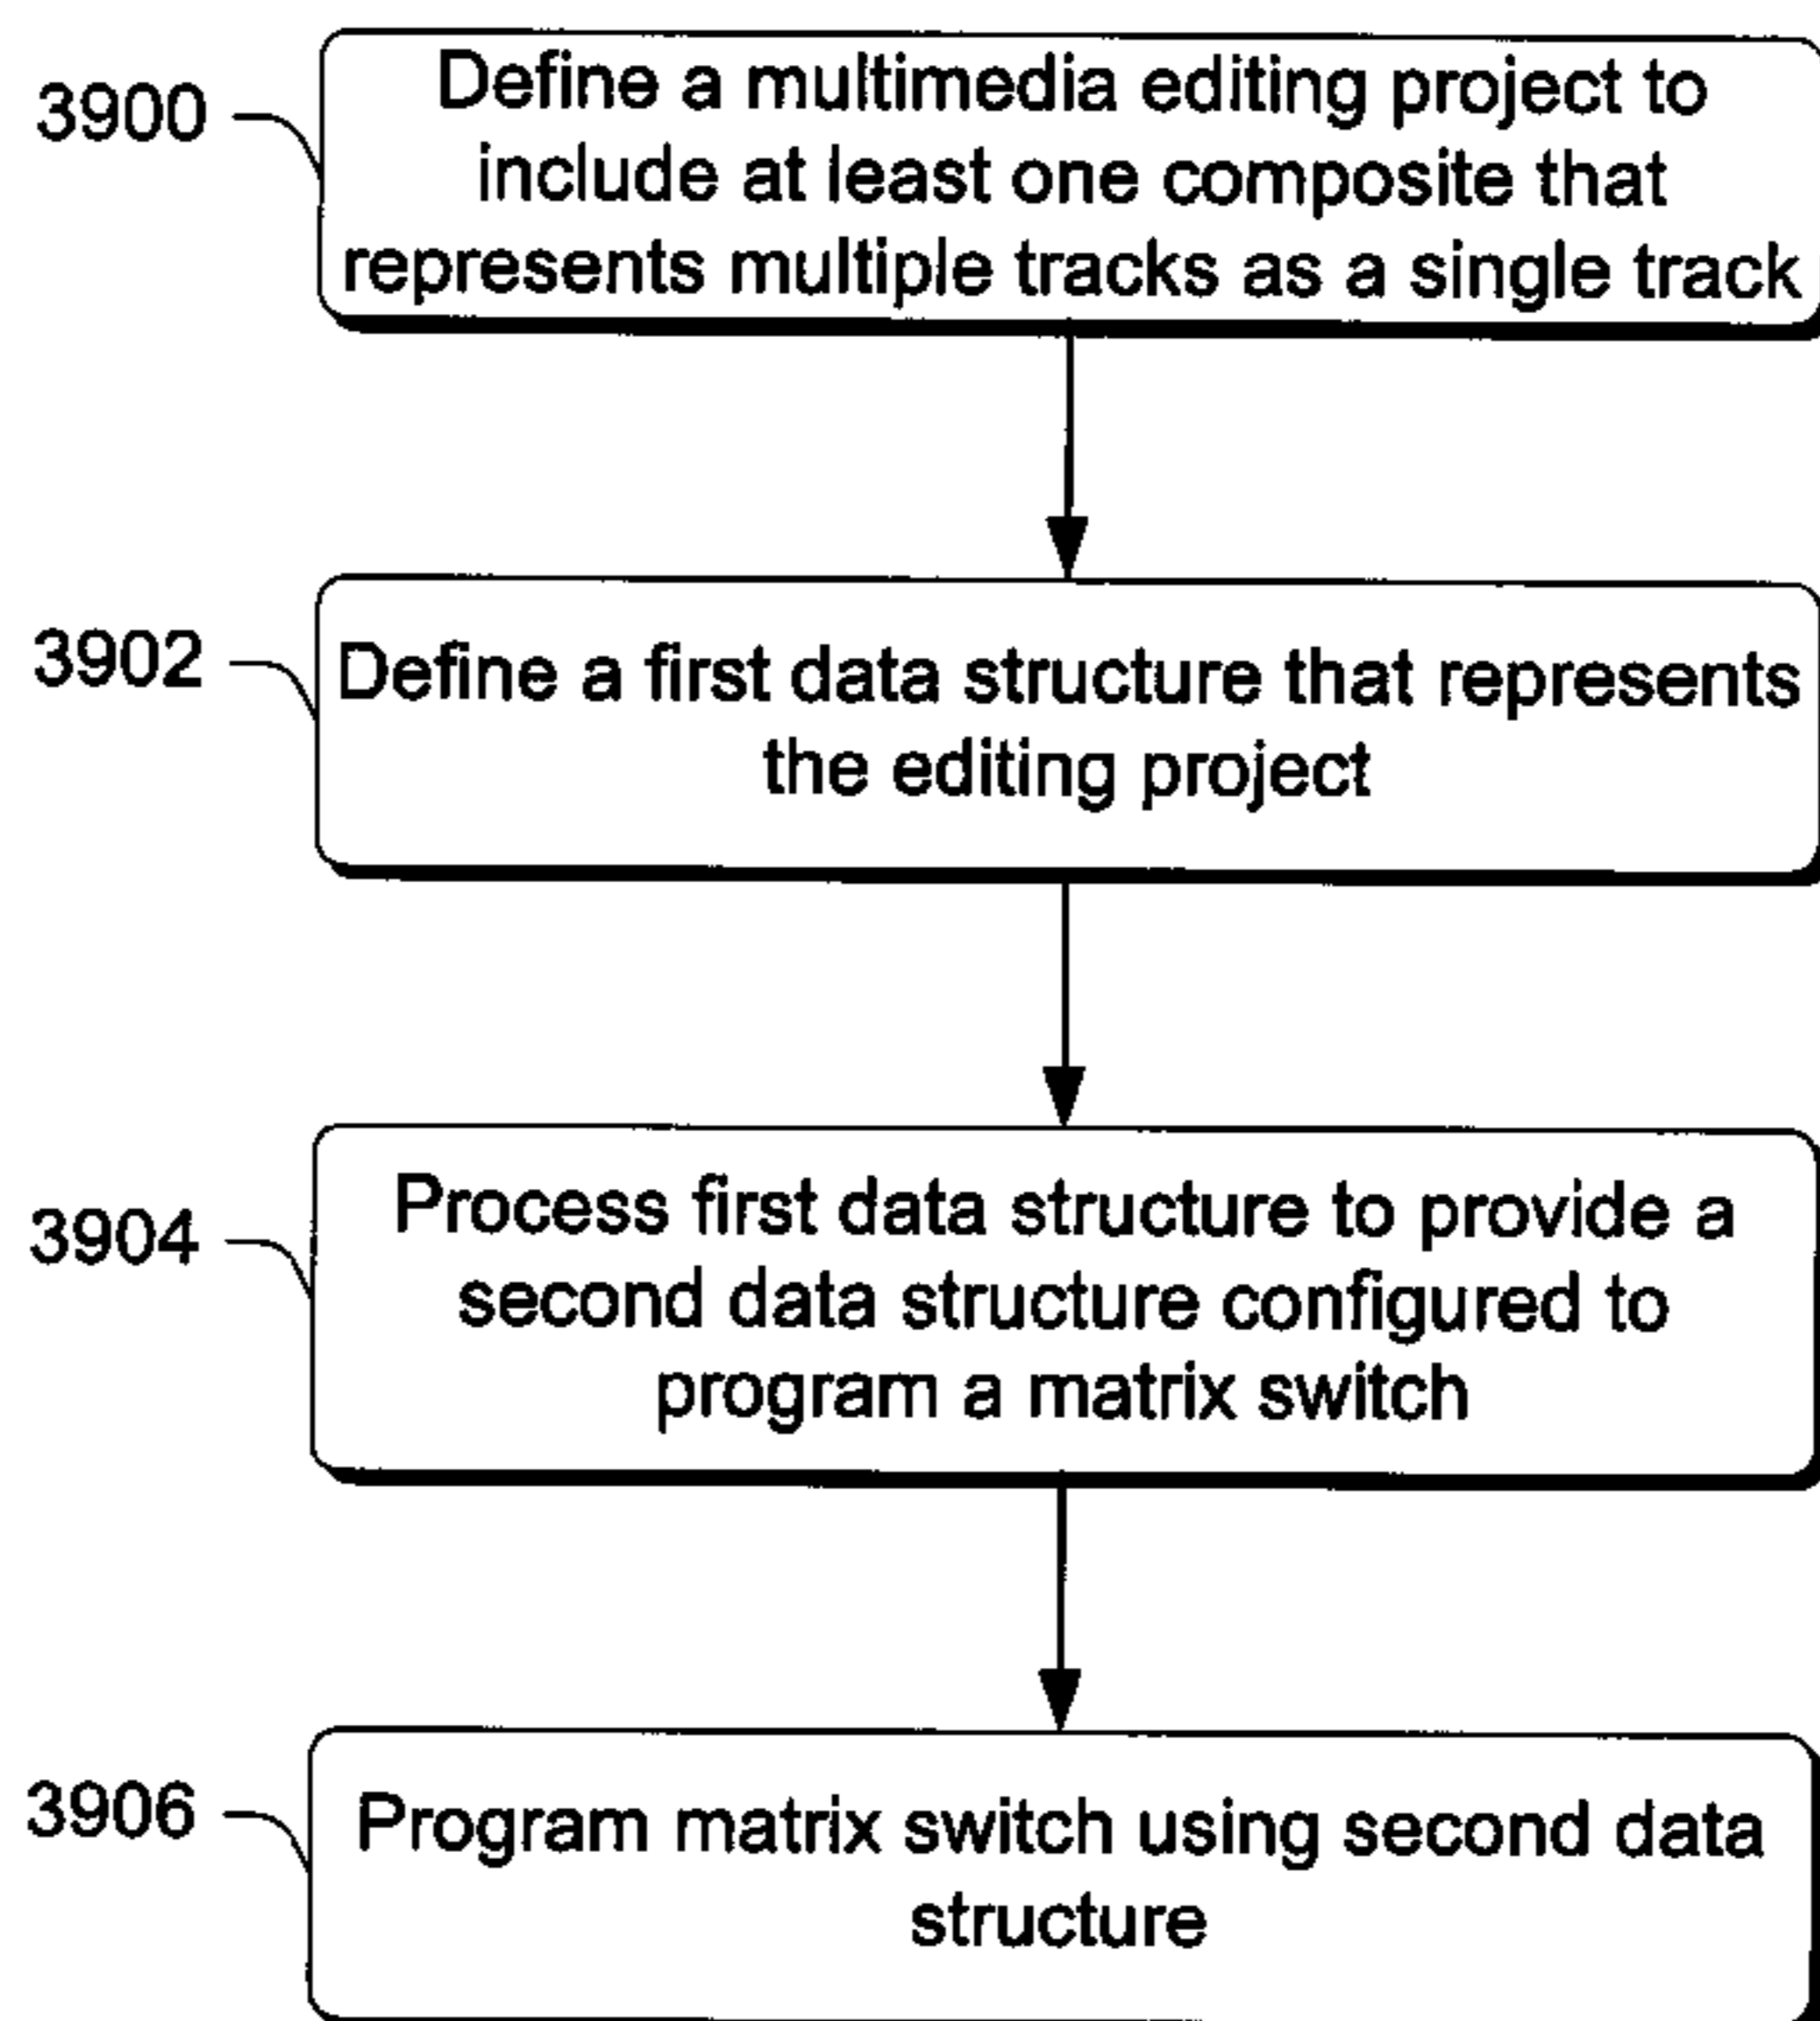 3900
Define a multimedia editing project to
include at least one composite that
represents multiple tracks as a single track
3902
Define a first data structure that represents
the editing project
3904
Process first data structure to provide a
second data structure configured to
program a matrix switch
3906
Program matrix switch using second data
structure